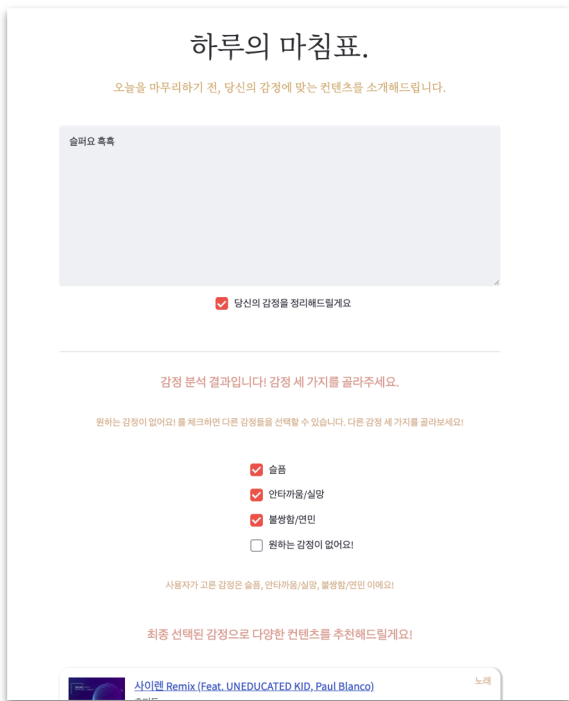 하루의 마침표.
오늘을 마무리하기 전, 당신의 감정에 맞는 컨텐츠를 소개해드립니다.
슬퍼요 흑흑
당신의 감정을 정리해드릴게요
감정 분석 결과입니다! 감정 세 가지를 골라주세요.
원하는 감정이 없어요! 를 체크하면 다른 감정들을 선택할 수 있습니다. 다른 감정 세 가지를 골라보세요!
슬픔
안타까움/실망
불쌍함/연민
원하는 감정이 없어요!
사용자가 고른 감정은 슬픔, 안타까움/실망, 불쌍함/연민 이에요!
최종 선택된 감정으로 다양한 컨텐츠를 추천해드릴게요!
사이렌 Remix (Feat. UNEDUCATED KID, Paul Blanco)
노래